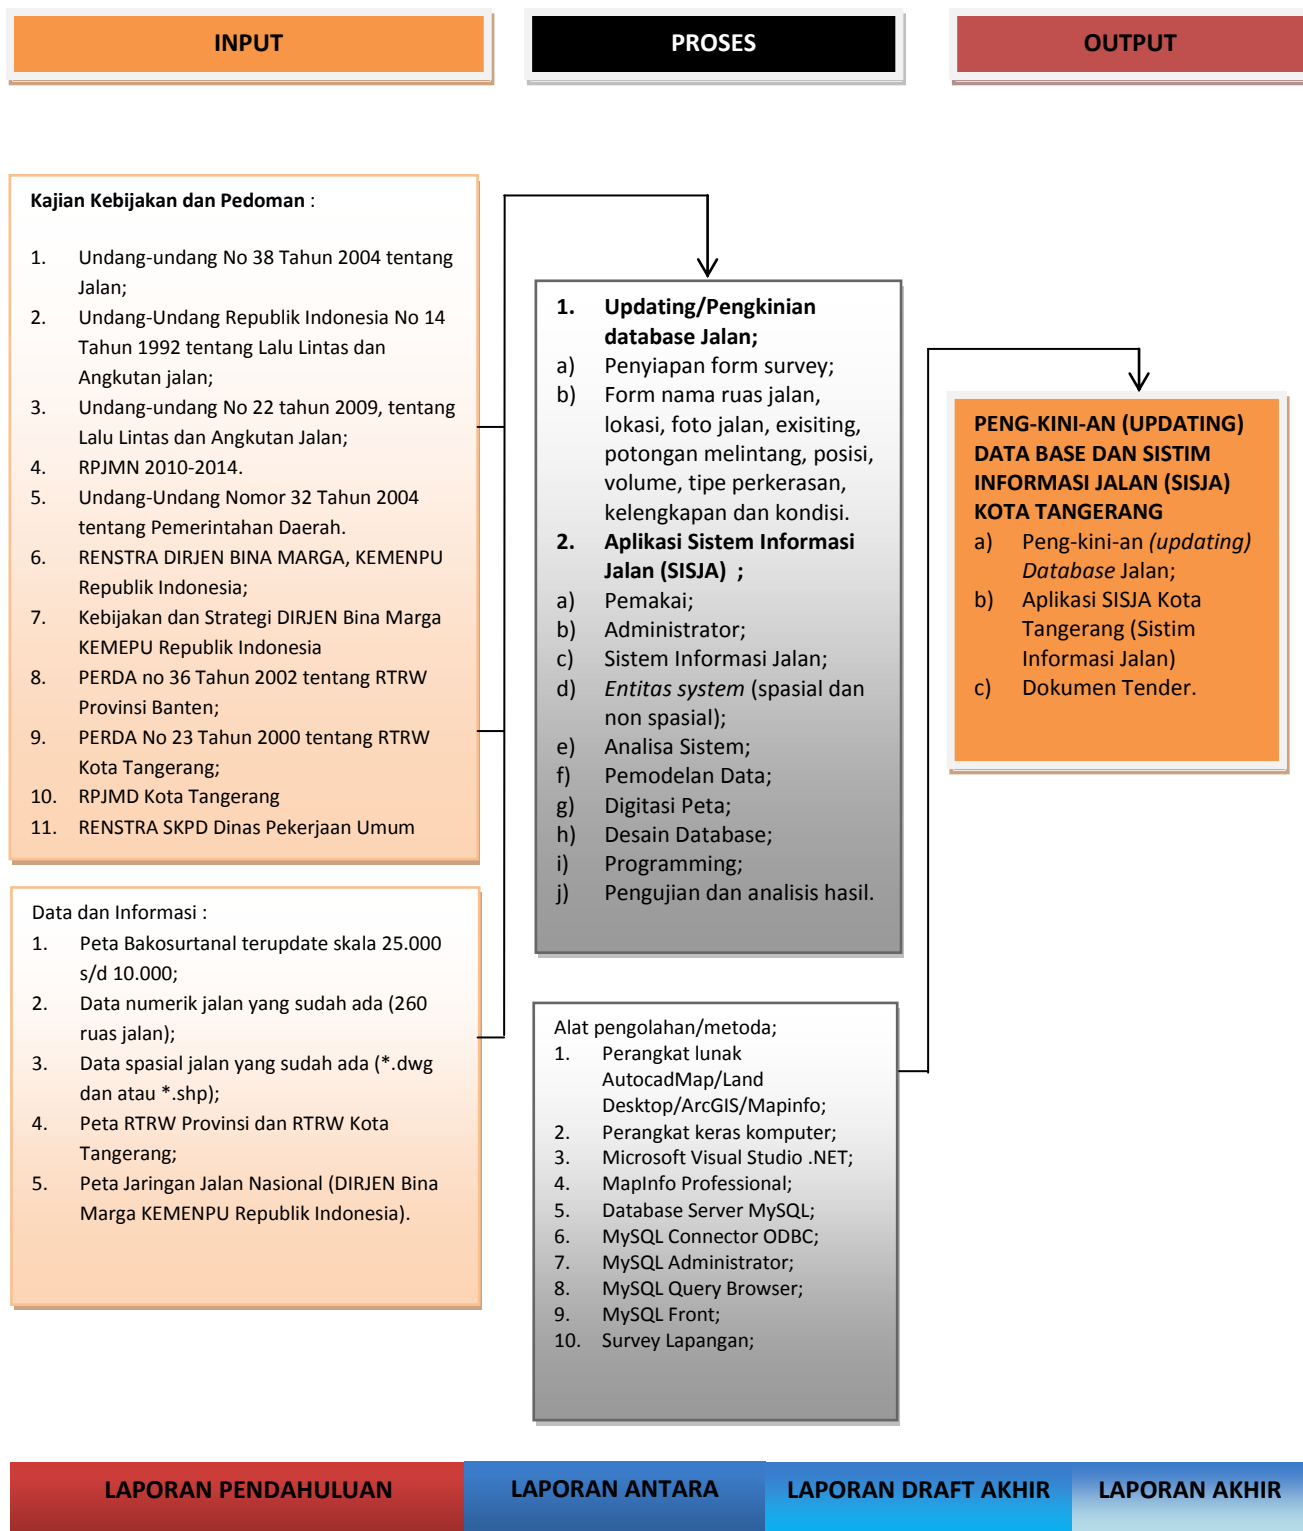 INPUT
PROSES
OUTPUT
Kajian Kebijakan dan Pedoman :
1. Undang-undang No 38 Tahun 2004 tentang
Jalan;
2. Undang-Undang Republik Indonesia No 14
Tahun 1992 tentang Lalu Lintas dan
Angkutan jalan;
3. Undang-undang No 22 tahun 2009, tentang
Lalu Lintas dan Angkutan Jalan;
4. RPJMN 2010-2014.
5. Undang-Undang Nomor 32 Tahun 2004
tentang Pemerintahan Daerah.
6. RENSTRA DIRJEN BINA MARGA, KEMENPU
Republik Indonesia;
7. Kebijakan dan Strategi DIRJEN Bina Marga
KEMEPU Republik Indonesia
8. PERDA no 36 Tahun 2002 tentang RTRW
Provinsi Banten;
9. PERDA No 23 Tahun 2000 tentang RTRW
Kota Tangerang;
10. RPJMD Kota Tangerang
11. RENSTRA SKPD Dinas Pekerjaan Umum
Data dan Informasi :
1. Peta Bakosurtanal terupdate skala 25.000
s/d 10.000;
2. Data numerik jalan yang sudah ada (260
ruas jalan);
3. Data spasial jalan yang sudah ada (*.dwg
dan atau *.shp);
4. Peta RTRW Provinsi dan RTRW Kota
Tangerang;
5. Peta Jaringan Jalan Nasional (DIRJEN Bina
Marga KEMENPU Republik Indonesia).
1. Updating/Pengkinian
database Jalan;
a) Penyiapan form survey;
b) Form nama ruas jalan,
lokasi, foto jalan, exisiting,
potongan melintang, posisi,
volume, tipe perkerasan,
kelengkapan dan kondisi.
2. Aplikasi Sistem Informasi
Jalan (SISJA) ;
a) Pemakai;
b) Administrator;
c) Sistem Informasi Jalan;
d) Entitas system (spasial dan
non spasial);
e) Analisa Sistem;
f) Pemodelan Data;
g) Digitasi Peta;
h) Desain Database;
i) Programming;
j) Pengujian dan analisis hasil.
Alat pengolahan/metoda;
1. Perangkat lunak
AutocadMap/Land
Desktop/ArcGIS/Mapinfo;
2. Perangkat keras komputer;
3. Microsoft Visual Studio .NET;
4. MapInfo Professional;
5. Database Server MySQL;
6. MySQL Connector ODBC;
7. MySQL Administrator;
8. MySQL Query Browser;
9. MySQL Front;
10. Survey Lapangan;
PENG-KINI-AN (UPDATING)
DATA BASE DAN SISTIM
INFORMASI JALAN (SISJA)
KOTA TANGERANG
a) Peng-kini-an (updating)
Database Jalan;
b) Aplikasi SISJA Kota
Tangerang (Sistim
Informasi Jalan)
c) Dokumen Tender.
LAPORAN PENDAHULUAN
LAPORAN ANTARA
LAPORAN DRAFT AKHIR
LAPORAN AKHIR